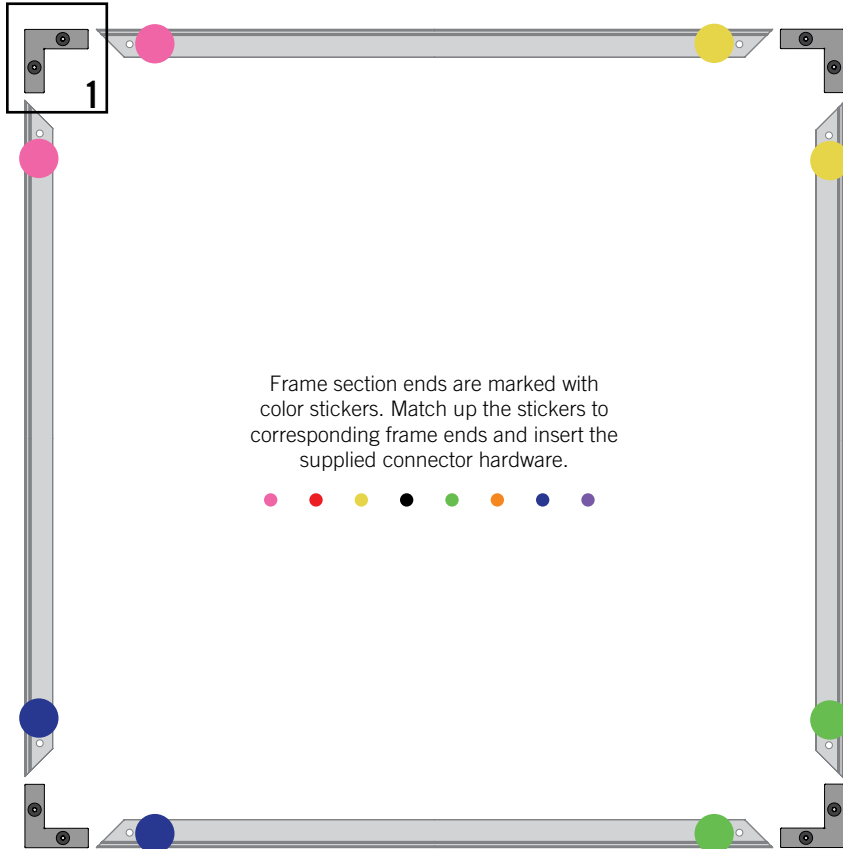 1
Frame section ends are marked with
color stickers. Match up the stickers to
corresponding frame ends and insert the
supplied connector hardware.